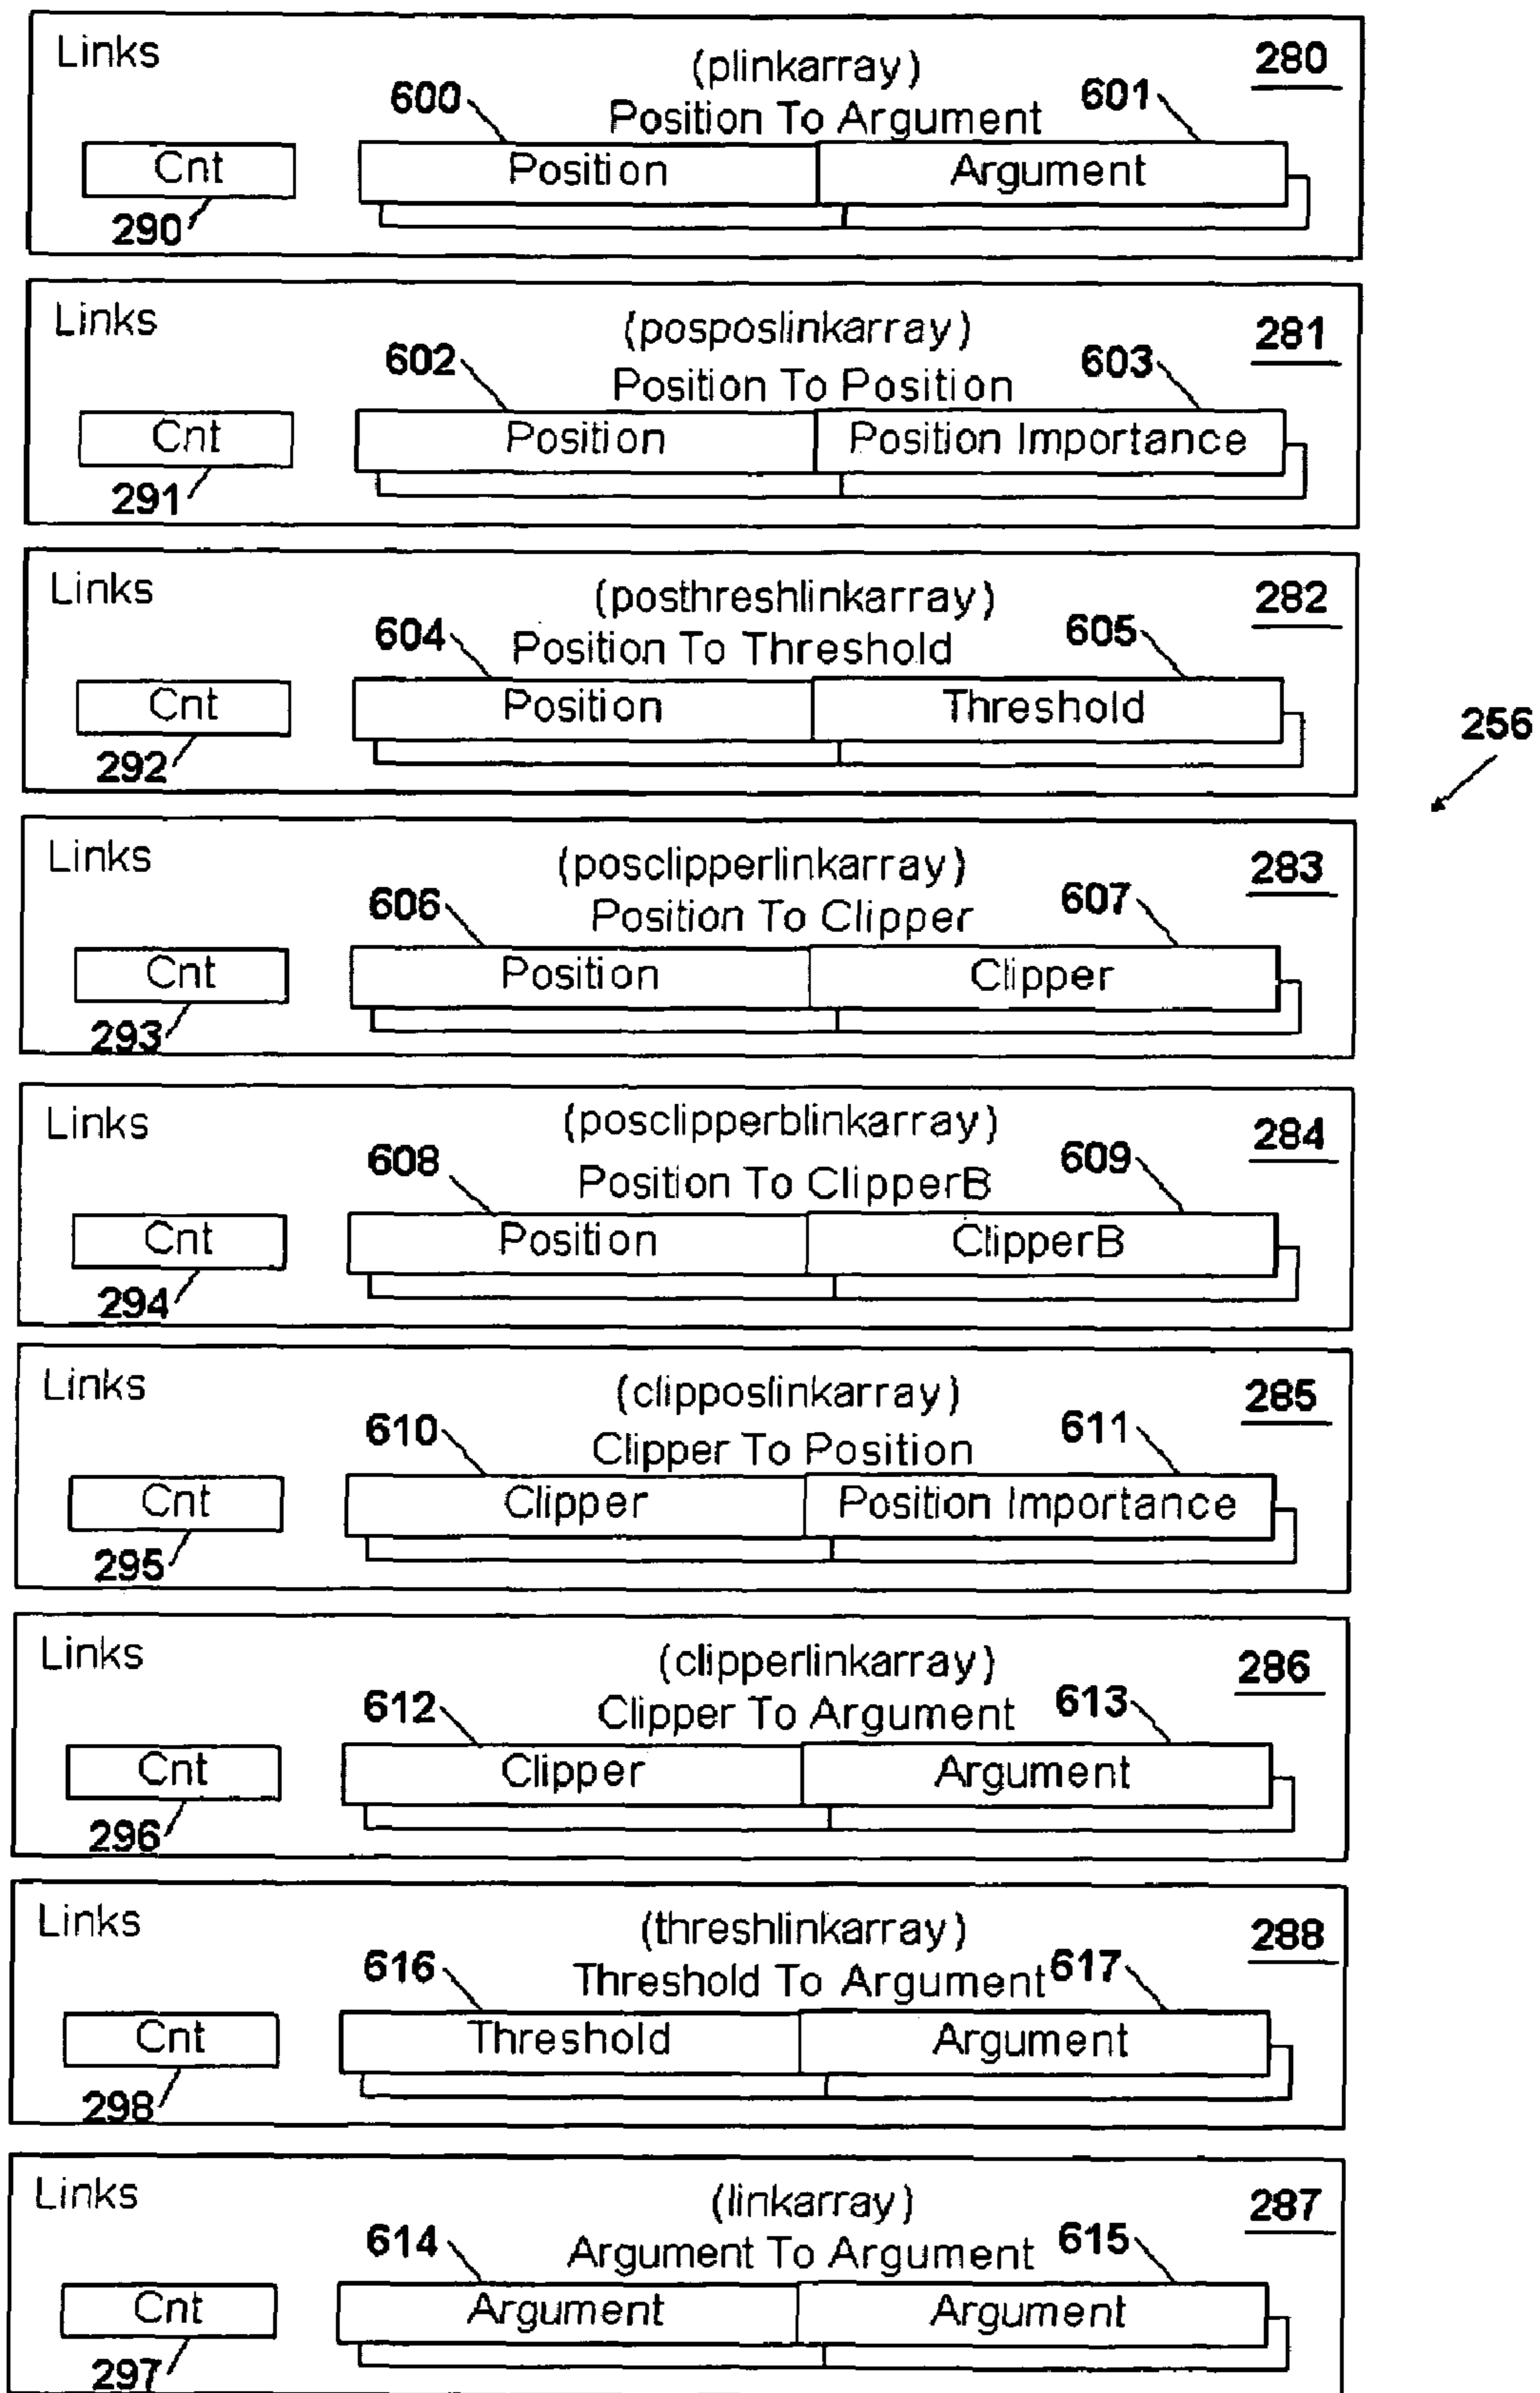 Links (plinkarray) 280
600 Position To Argument 601
Cnt Position Argument
290
Links (posposlinkarray) 281
602 Position To Position 603
Cnt Position Position Importance
291
Links (posthreshlinkarray) 282
604 Position To Threshold 605
Cnt Position Threshold
292
256
Links (posclipperlinkarray) 283
606 Position To Clipper 607
Cnt Position Clipper
293
Links (posclipperblinkarray) 284
608 Position To ClipperB 609
Cnt Position ClipperB
294
Links (clipposlinkarray) 285
610 Clipper To Position 611
Cnt Clipper Position Importance
295
Links (clipperlinkarray) 286
612 Clipper To Argument 613
Cnt Clipper Argument
296
Links (threshlinkarray) 288
616 Threshold To Argument 617
Cnt Threshold Argument
298
Links (linkarray) 287
614 Argument To Argument 615
Cnt Argument Argument
297